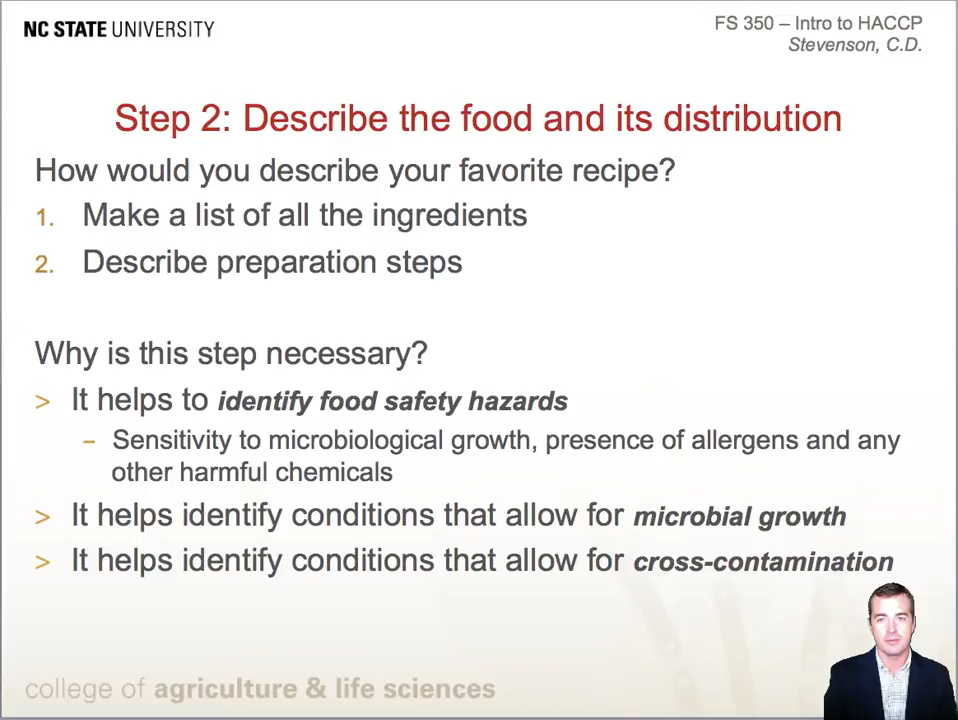 NC STATE UNIVERSITY
FS 350 – Intro to HACCP
Stevenson, C.D.
Step 2: Describe the food and its distribution
How would you describe your favorite recipe?
1. Make a list of all the ingredients
2. Describe preparation steps
Why is this step necessary?
> It helps to identify food safety hazards
– Sensitivity to microbiological growth, presence of allergens and any
other harmful chemicals
> It helps identify conditions that allow for microbial growth
> It helps identify conditions that allow for cross-contamination
college of agriculture & life sciences